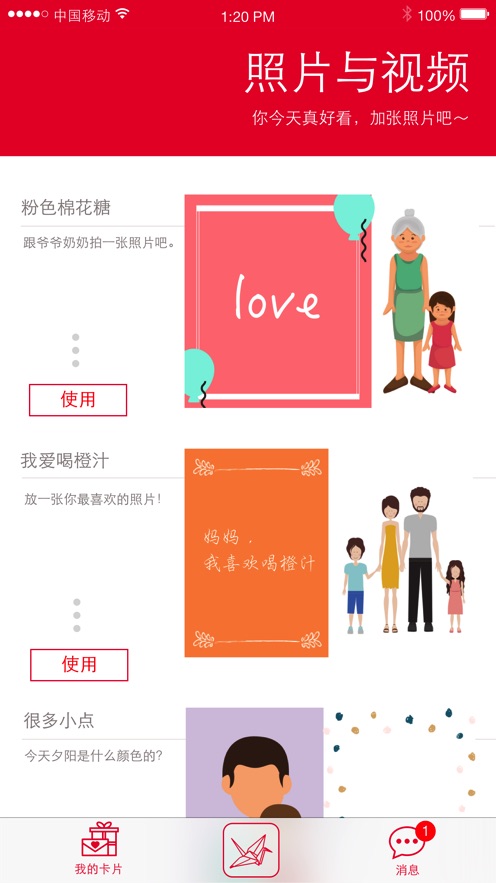 中国移动
1:20 PM
100%
照片与视频
你今天真好看，加张照片吧～
粉色棉花糖
跟爷爷奶奶拍一张照片吧。
love
使用
我爱喝橙汁
放一张你最喜欢的照片！
妈妈，
我喜欢喝橙汁
使用
很多小点
今天夕阳是什么颜色的?
我的卡片
消息
1